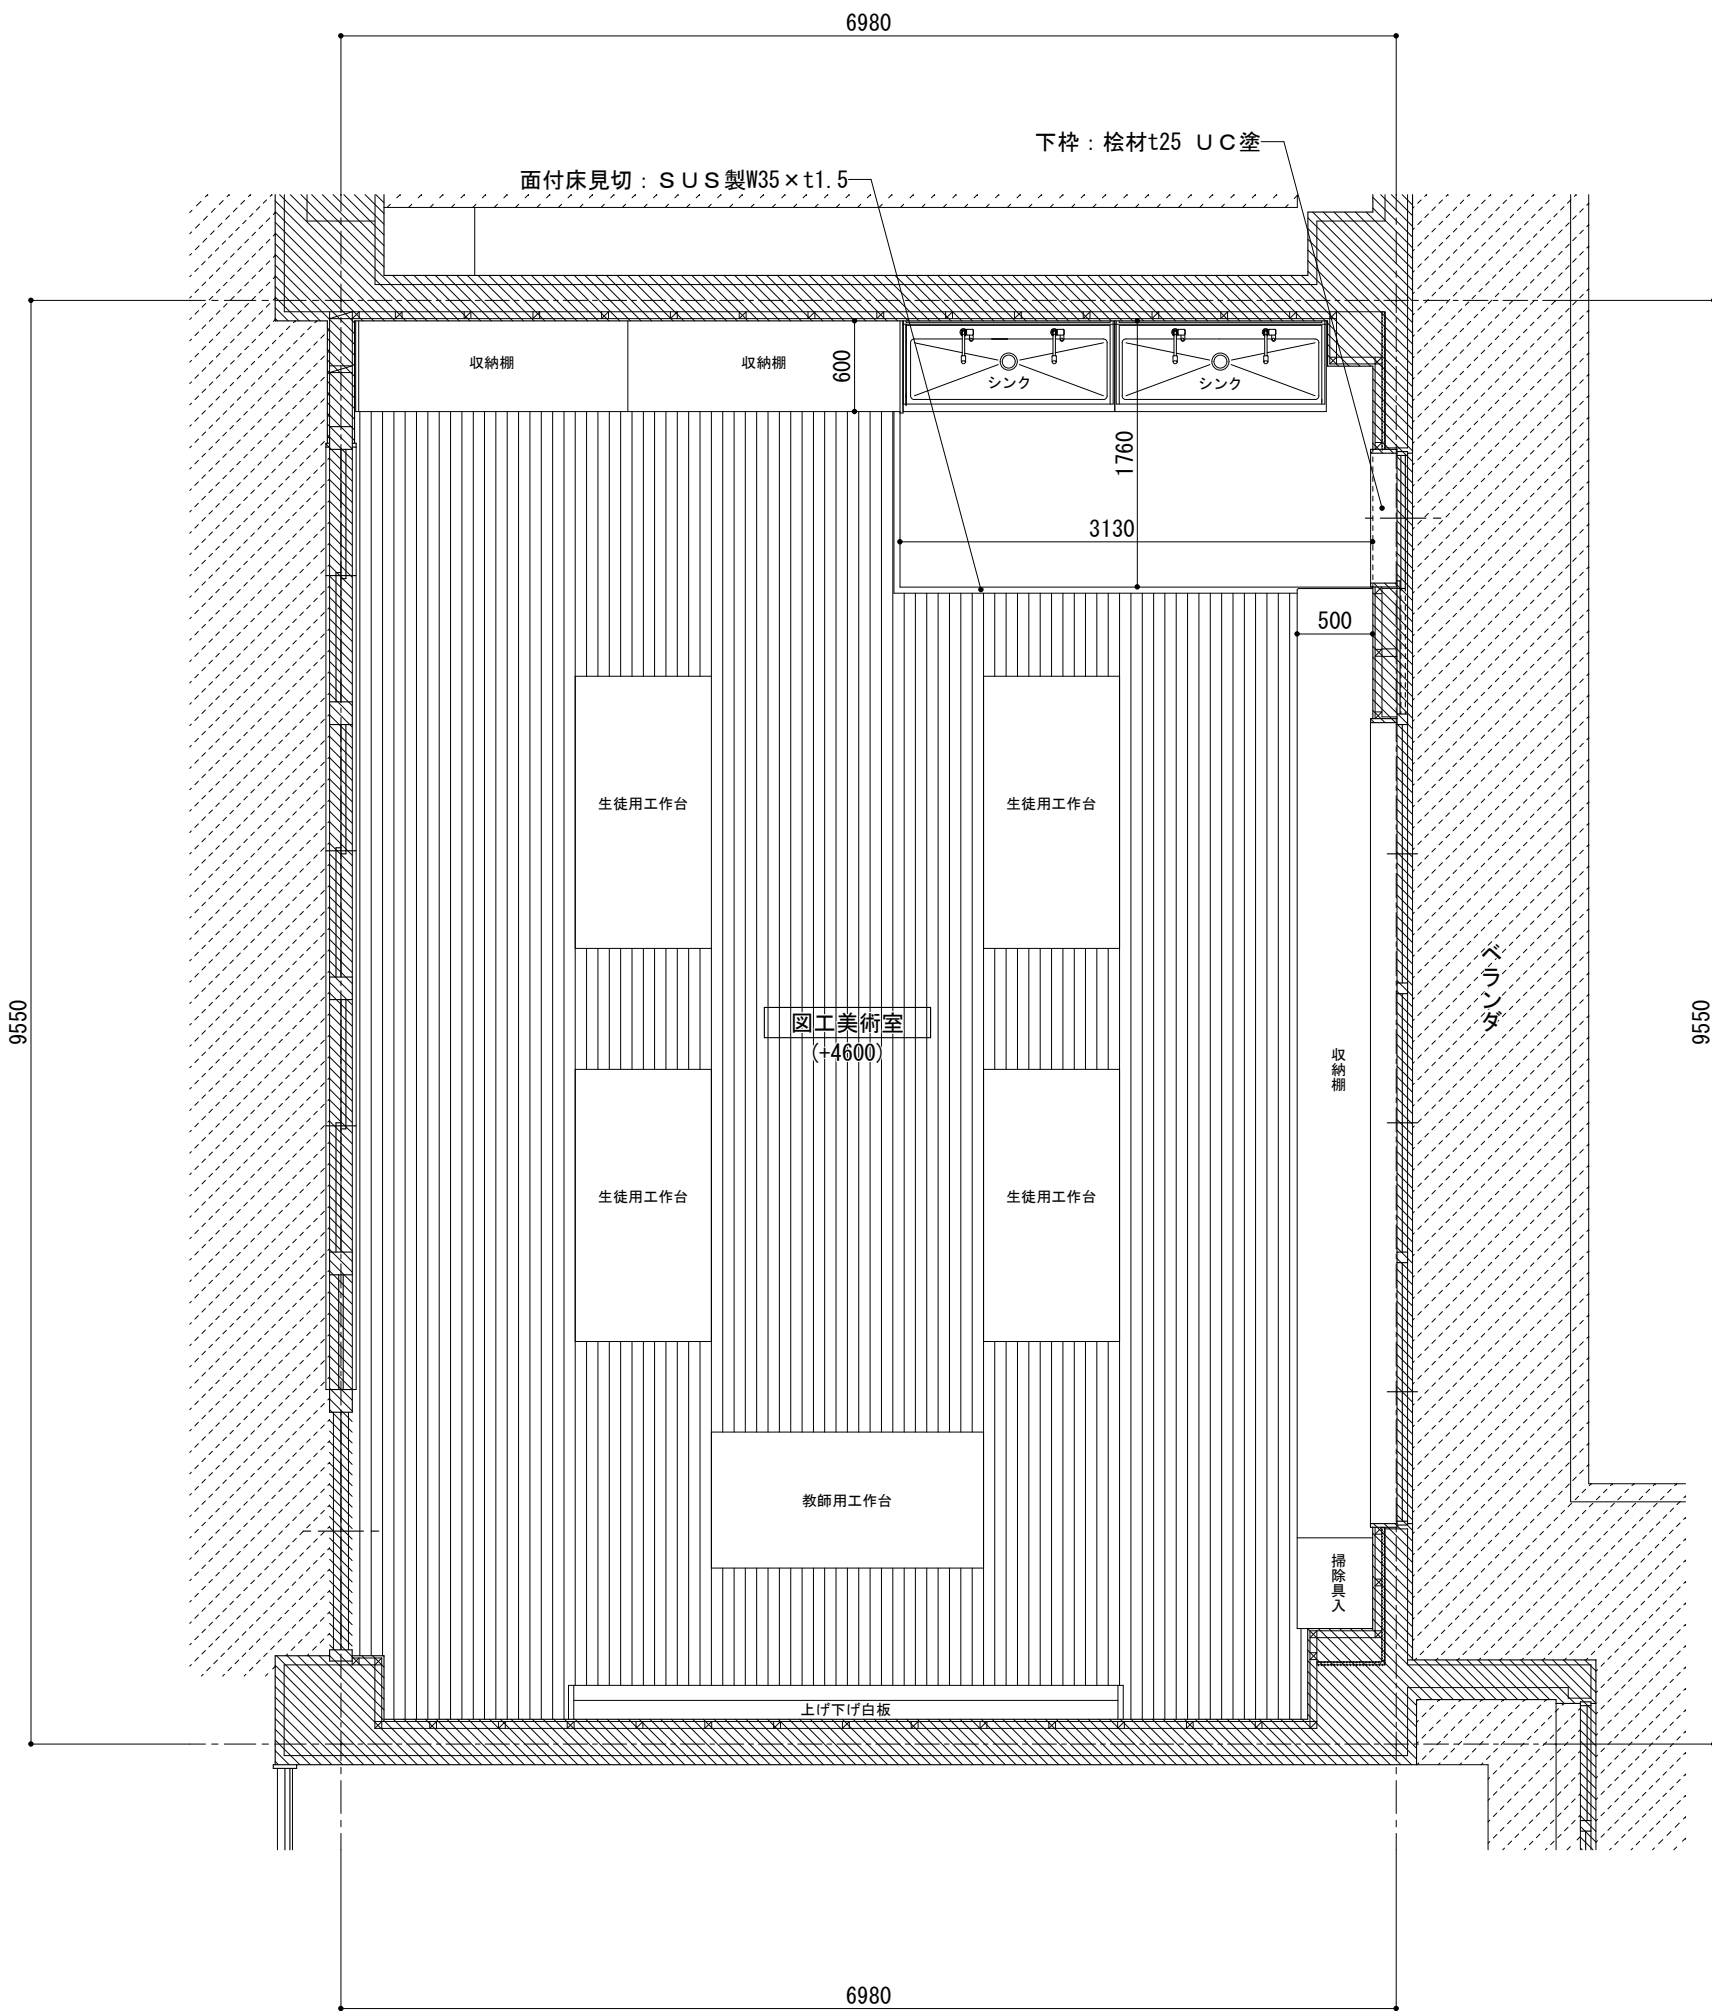 6980
下枠：桧材t25 ＵＣ塗
面付床見切：ＳＵＳ製W35×t1.5
収納棚
収納棚
600
シンク
シンク
1760
3130
500
生徒用工作台
生徒用工作台
ベランダ
9550
図工美術室
(+4600)
9550
収納棚
生徒用工作台
生徒用工作台
教師用工作台
掃除具入
上げ下げ白板
6980